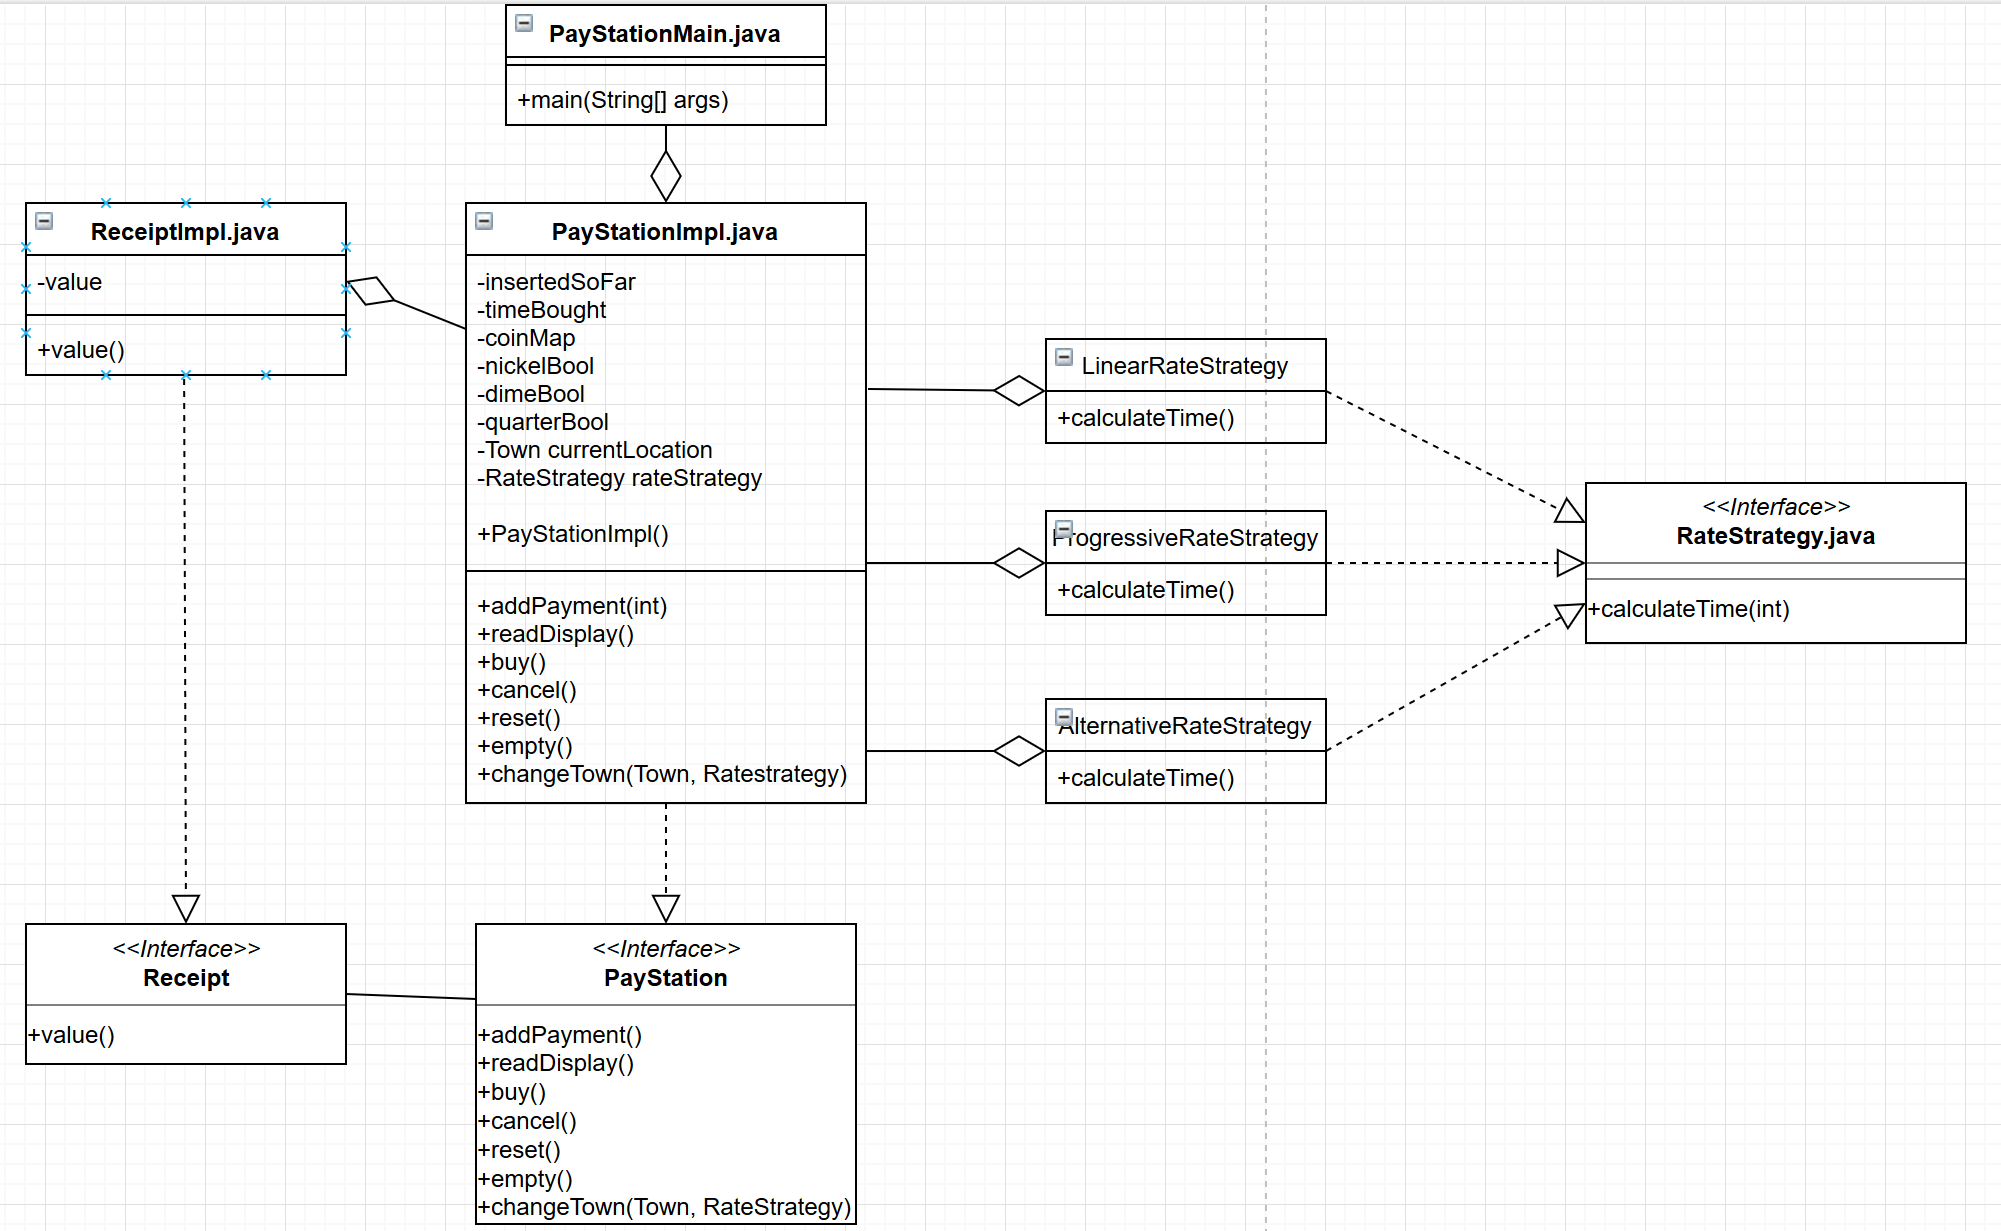 PayStationMain.java
+main(String[] args)
ReceiptImpl.java
-value
+value()
PayStationImpl.java
-insertedSoFar
-timeBought
-coinMap
-nickelBool
-dimeBool
-quarterBool
-Town currentLocation
-RateStrategy rateStrategy
+PayStationImpl()
+addPayment(int)
+readDisplay()
+buy()
+cancel()
+reset()
+empty()
+changeTown(Town, Ratestrategy)
LinearRateStrategy
+calculateTime()
ProgressiveRateStrategy
+calculateTime()
AlternativeRateStrategy
+calculateTime()
<<Interface>>
RateStrategy.java
+calculateTime(int)
<<Interface>>
Receipt
+value()
<<Interface>>
PayStation
+addPayment()
+readDisplay()
+buy()
+cancel()
+reset()
+empty()
+changeTown(Town, RateStrategy)